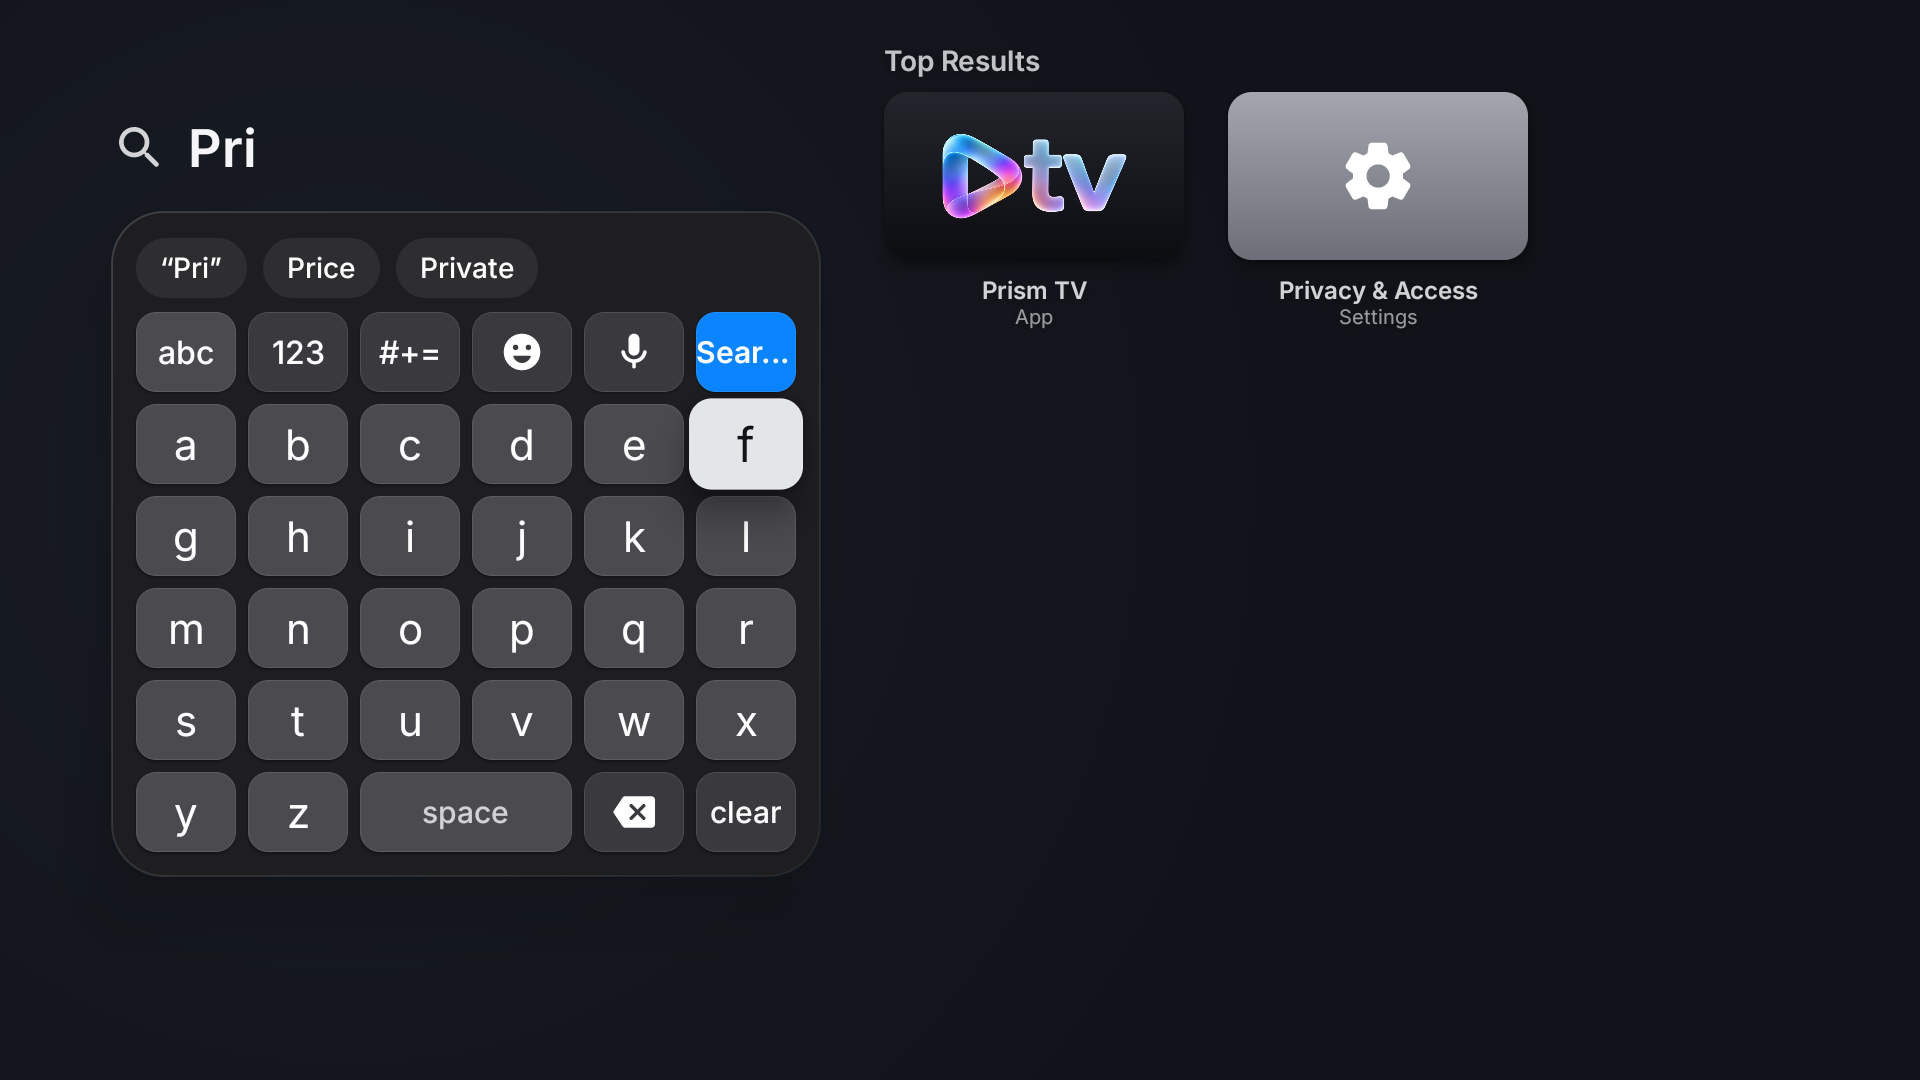 Pri
“Pri” Price Private
abc 123 #+= Sear...
a b c d e f
g h i j k l
m n o p q r
s t u v w x
y z space clear
Top Results
tv
Prism TV
App
Privacy & Access
Settings